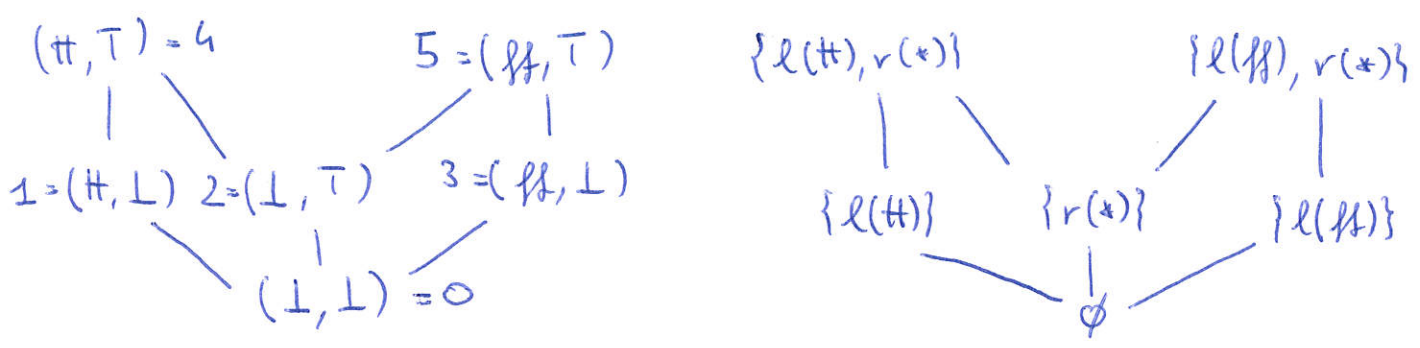 (tt, ⊤) = 4 5 = (ff, ⊤) {l(tt), r(*)} {l(ff), r(*)}
1 = (tt, ⊥) 2 = (⊥, ⊤) 3 = (ff, ⊥) {l(tt)} {r(*)} {l(ff)}
(⊥, ⊥) = 0 ∅